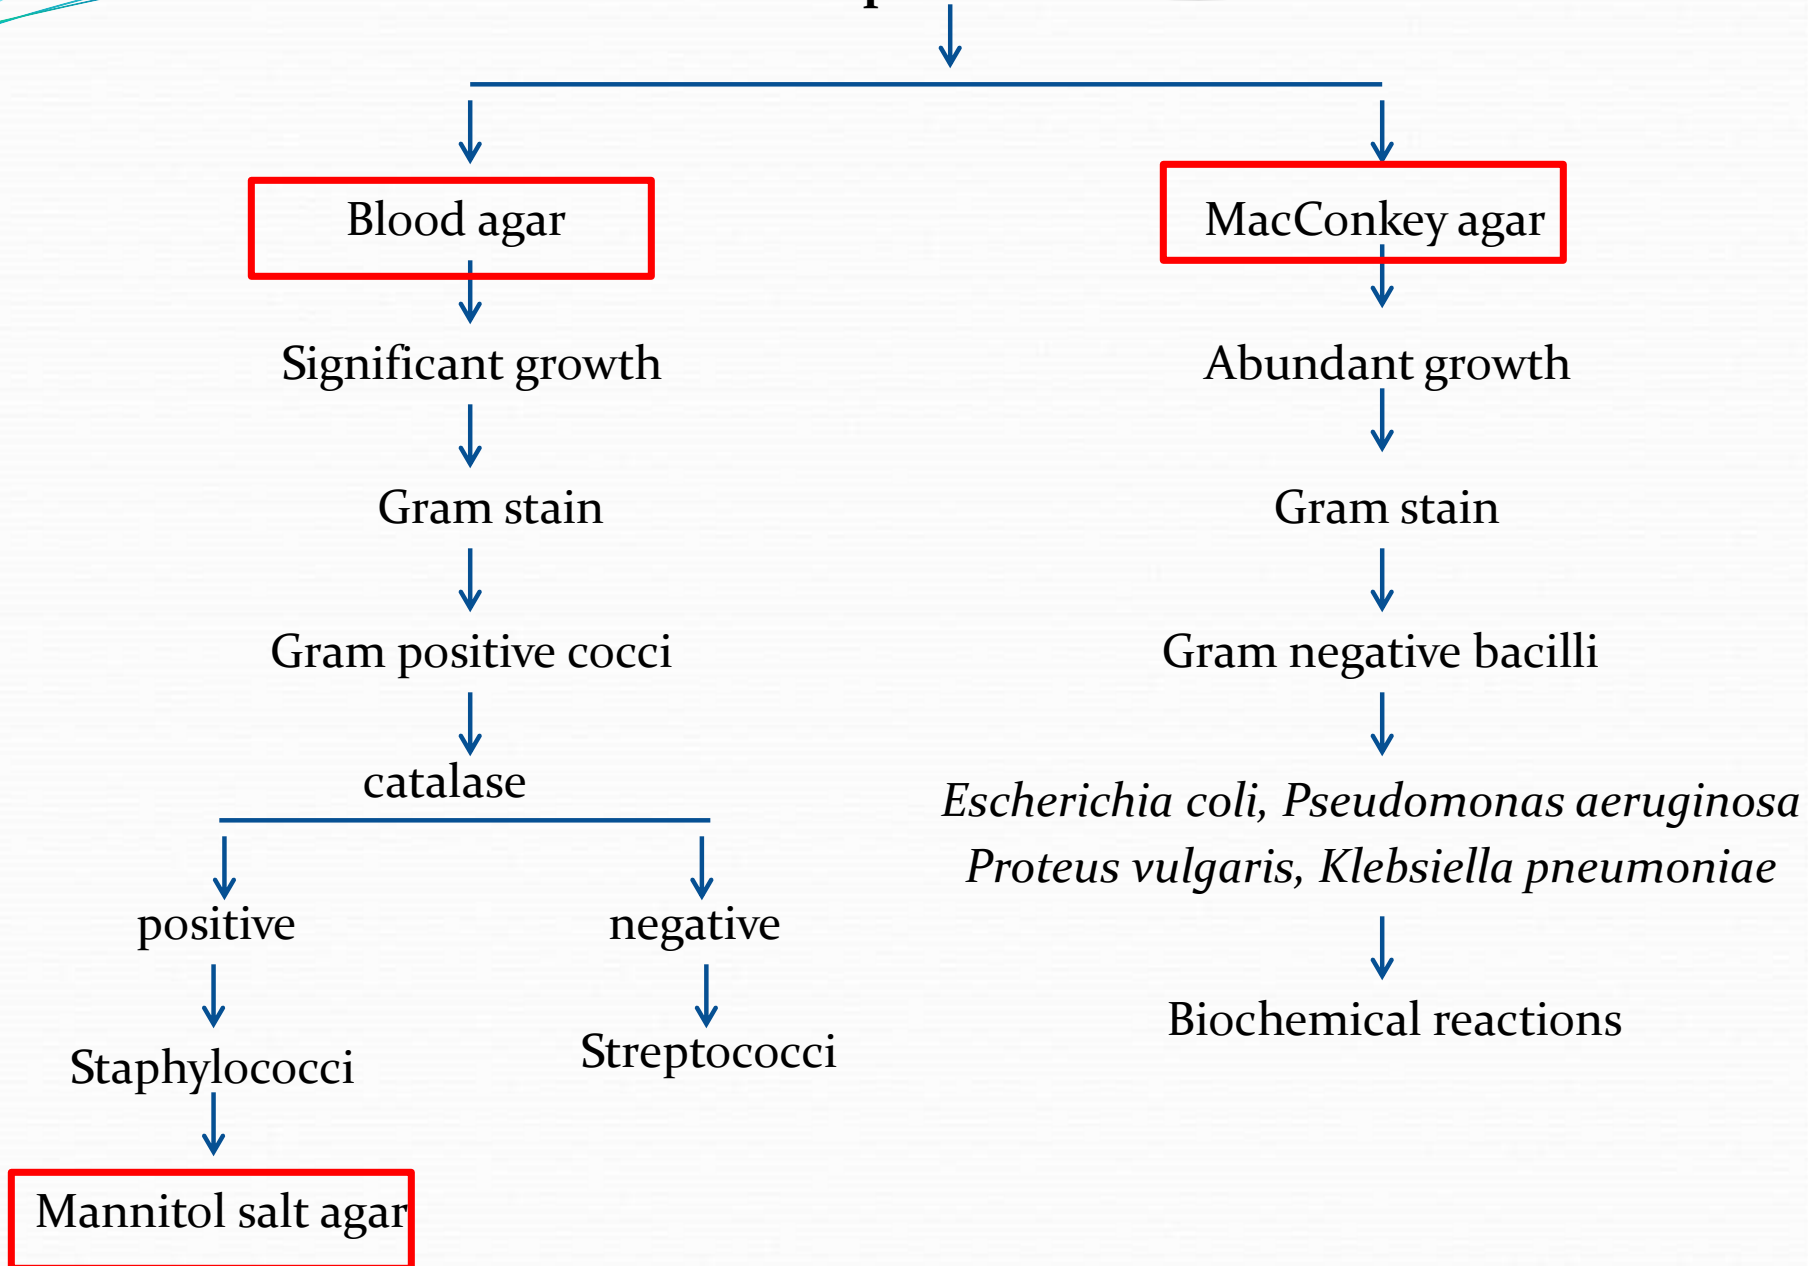 Blood agar
MacConkey agar
Significant growth
Abundant growth
Gram stain
Gram stain
Gram positive cocci
Gram negative bacilli
catalase
Escherichia coli, Pseudomonas aeruginosa
Proteus vulgaris, Klebsiella pneumoniae
positive
negative
Biochemical reactions
Staphylococci
Streptococci
Mannitol salt agar